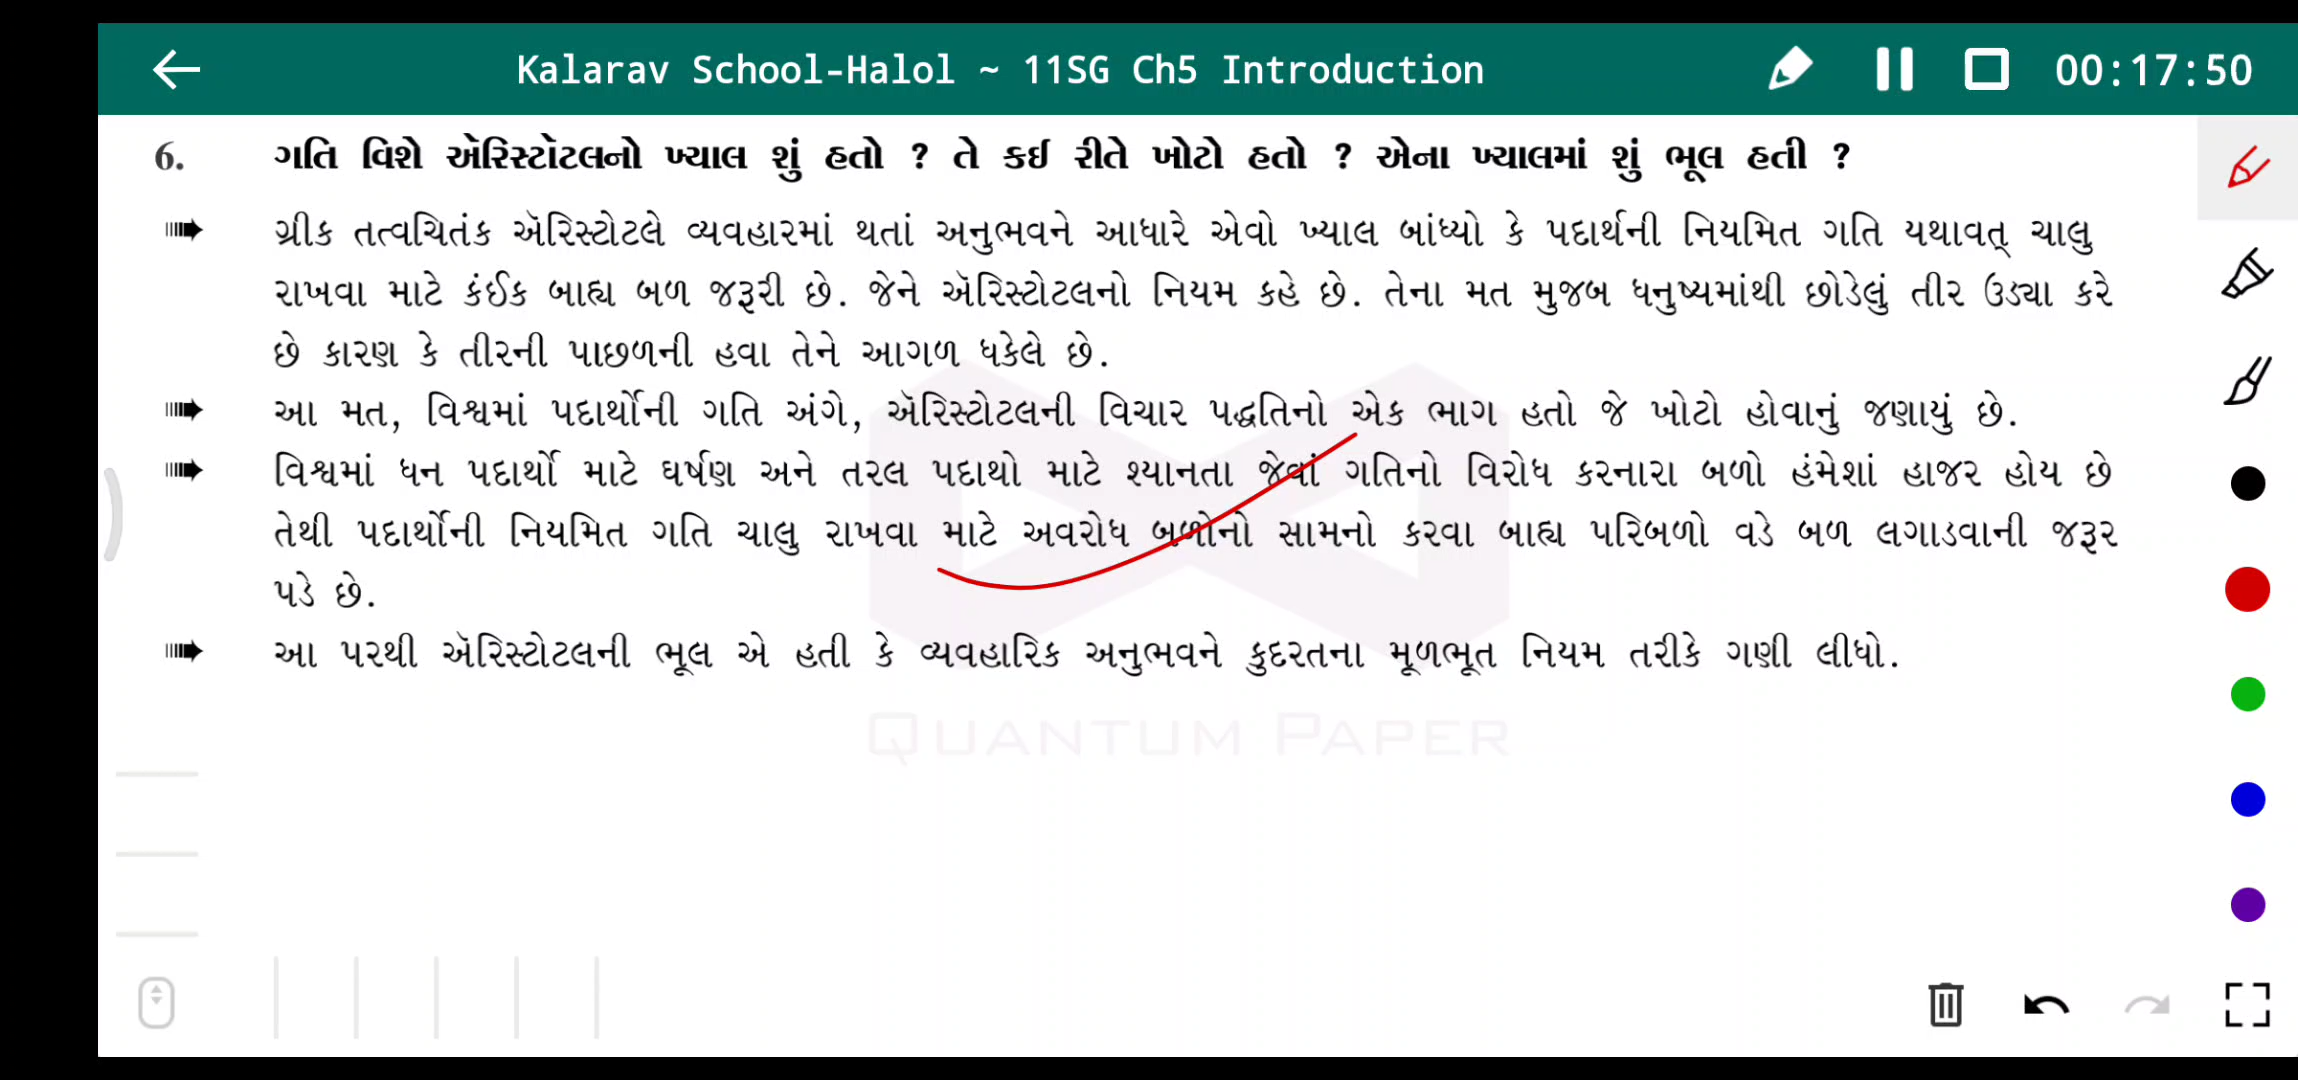 Kalarav School-Halol ~ 11SG Ch5 Introduction 00:17:50
6. ગતિ વિશે ઍરિસ્ટૉટલનો ખ્યાલ શું હતો ? તે કઈ રીતે ખોટો હતો ? એના ખ્યાલમાં શું ભૂલ હતી ?
ગ્રીક તત્વચિતંક ઍરિસ્ટોટલે વ્યવહારમાં થતાં અનુભવને આધારે એવો ખ્યાલ બાંધ્યો કે પદાર્થની નિયમિત ગતિ યથાવત્ ચાલુ
રાખવા માટે કંઈક બાહ્ય બળ જરૂરી છે. જેને ઍરિસ્ટોટલનો નિયમ કહે છે. તેના મત મુજબ ધનુષ્યમાંથી છોડેલું તીર ઉડ્યા કરે
છે કારણ કે તીરની પાછળની હવા તેને આગળ ધકેલે છે.
આ મત, વિશ્વમાં પદાર્થોની ગતિ અંગે, ઍરિસ્ટોટલની વિચાર પદ્ધતિનો એક ભાગ હતો જે ખોટો હોવાનું જણાયું છે.
વિશ્વમાં ધન પદાર્થો માટે ઘર્ષણ અને તરલ પદાથો માટે શ્યાનતા જેવાં ગતિનો વિરોધ કરનારા બળો હંમેશાં હાજર હોય છે
તેથી પદાર્થોની નિયમિત ગતિ ચાલુ રાખવા માટે અવરોધ બળોનો સામનો કરવા બાહ્ય પરિબળો વડે બળ લગાડવાની જરૂર
પડે છે.
આ પરથી ઍરિસ્ટોટલની ભૂલ એ હતી કે વ્યવહારિક અનુભવને કુદરતના મૂળભૂત નિયમ તરીકે ગણી લીધો.
QUANTUM PAPER